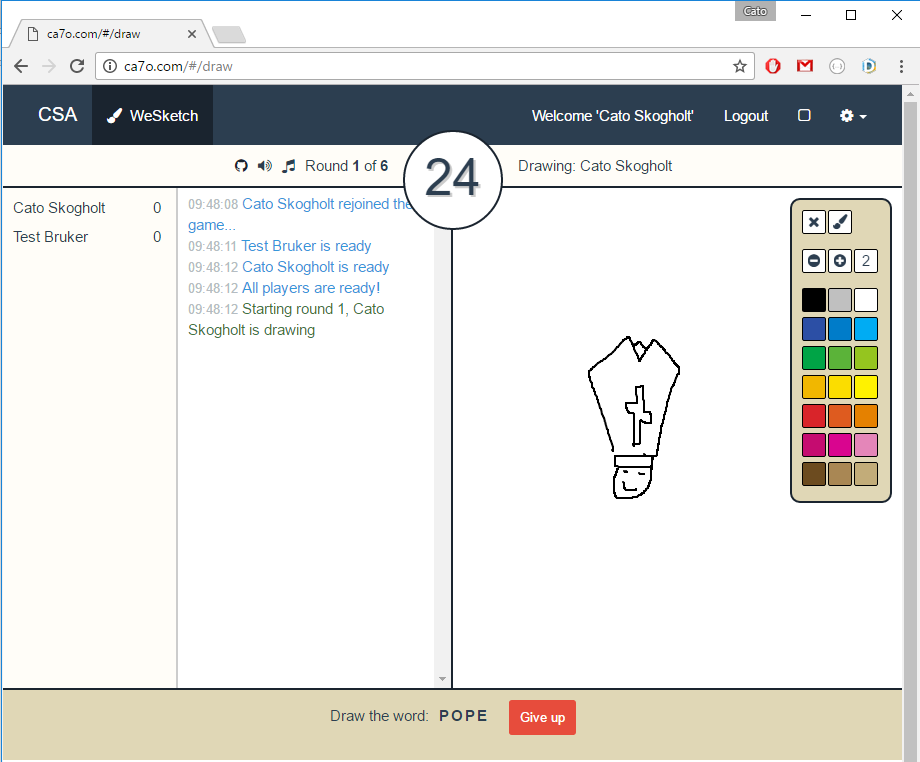 Cato
ca7o.com/#/draw
ca7o.com/#/draw
CSA WeSketch Welcome 'Cato Skogholt' Logout
Round 1 of 6 24 Drawing: Cato Skogholt
Cato Skogholt 0
Test Bruker 0
09:48:08 Cato Skogholt rejoined the
game...
09:48:11 Test Bruker is ready
09:48:12 Cato Skogholt is ready
09:48:12 All players are ready!
09:48:12 Starting round 1, Cato
Skogholt is drawing
2
Draw the word: POPE Give up